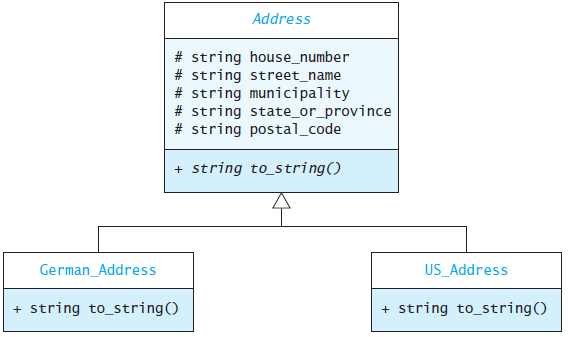 Address
# string house_number
# string street_name
# string municipality
# string state_or_province
# string postal_code
+ string to_string()
German_Address
+ string to_string()
US_Address
+ string to_string()